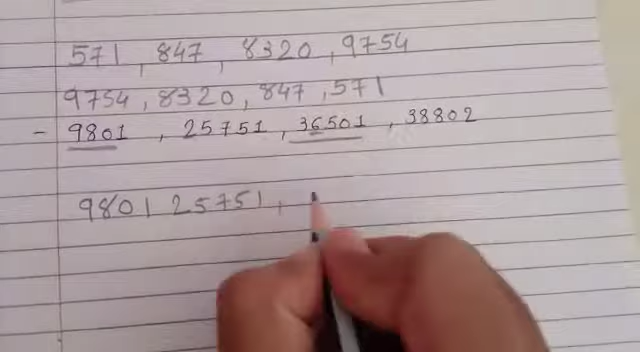 571, 847, 8320, 9754
9754, 8320, 847, 571
- 9801, 25751, 36501, 38802
9801 25751,